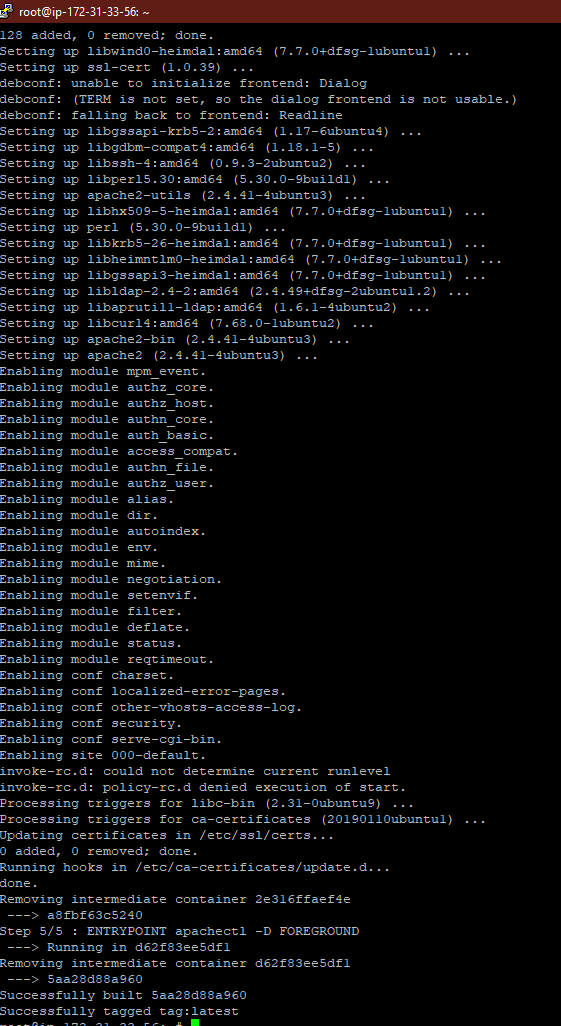 root@ip-172-31-33-56: ~
128 added, 0 removed; done.
Setting up libwind0-heimdal:amd64 (7.7.0+dfsg-1ubuntu1) ...
Setting up ssl-cert (1.0.39) ...
debconf: unable to initialize frontend: Dialog
debconf: (TERM is not set, so the dialog frontend is not usable.)
debconf: falling back to frontend: Readline
Setting up libgssapi-krb5-2:amd64 (1.17-6ubuntu4) ...
Setting up libgdbm-compat4:amd64 (1.18.1-5) ...
Setting up libssh-4:amd64 (0.9.3-2ubuntu2) ...
Setting up libperl5.30:amd64 (5.30.0-9build1) ...
Setting up apache2-utils (2.4.41-4ubuntu3) ...
Setting up libhx509-5-heimdal:amd64 (7.7.0+dfsg-1ubuntu1) ...
Setting up perl (5.30.0-9build1) ...
Setting up libkrb5-26-heimdal:amd64 (7.7.0+dfsg-1ubuntu1) ...
Setting up libheimntlm0-heimdal:amd64 (7.7.0+dfsg-1ubuntu1) ...
Setting up libgssapi3-heimdal:amd64 (7.7.0+dfsg-1ubuntu1) ...
Setting up libldap-2.4-2:amd64 (2.4.49+dfsg-2ubuntu1.2) ...
Setting up libaprutil1-ldap:amd64 (1.6.1-4ubuntu2) ...
Setting up libcurl4:amd64 (7.68.0-1ubuntu2) ...
Setting up apache2-bin (2.4.41-4ubuntu3) ...
Setting up apache2 (2.4.41-4ubuntu3) ...
Enabling module mpm_event.
Enabling module authz_core.
Enabling module authz_host.
Enabling module authn_core.
Enabling module auth_basic.
Enabling module access_compat.
Enabling module authn_file.
Enabling module authz_user.
Enabling module alias.
Enabling module dir.
Enabling module autoindex.
Enabling module env.
Enabling module mime.
Enabling module negotiation.
Enabling module setenvif.
Enabling module filter.
Enabling module deflate.
Enabling module status.
Enabling module reqtimeout.
Enabling conf charset.
Enabling conf localized-error-pages.
Enabling conf other-vhosts-access-log.
Enabling conf security.
Enabling conf serve-cgi-bin.
Enabling site 000-default.
invoke-rc.d: could not determine current runlevel
invoke-rc.d: policy-rc.d denied execution of start.
Processing triggers for libc-bin (2.31-0ubuntu9) ...
Processing triggers for ca-certificates (20190110ubuntu1) ...
Updating certificates in /etc/ssl/certs...
0 added, 0 removed; done.
Running hooks in /etc/ca-certificates/update.d...
done.
Removing intermediate container 2e316ffaef4e
 ---> a8fbf63c5240
Step 5/5 : ENTRYPOINT apachectl -D FOREGROUND
 ---> Running in d62f83ee5df1
Removing intermediate container d62f83ee5df1
 ---> 5aa28d88a960
Successfully built 5aa28d88a960
Successfully tagged tag:latest
root@ip-172-31-33-56:~#